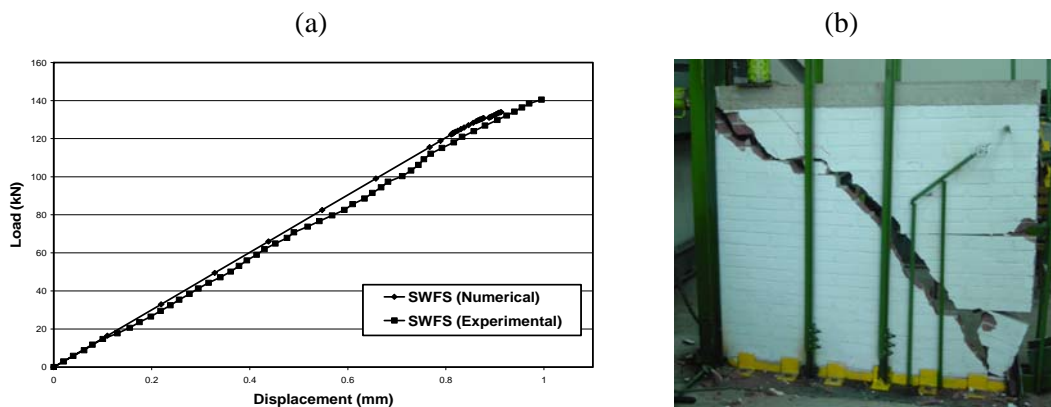 (a)
(b)
160
140
120
100
80
60
40
20
0
Load (kN)
SWFS (Numerical)
SWFS (Experimental)
0 0.2 0.4 0.6 0.8 1
Displacement (mm)